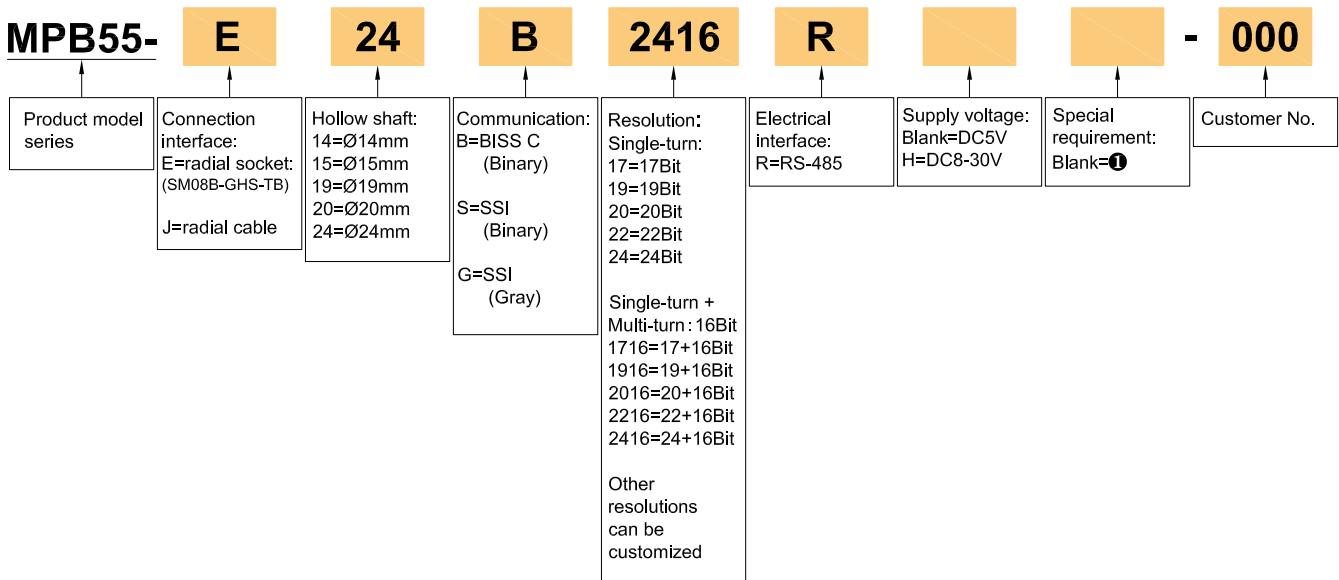 MPB55- E 24 B 2416 R - 000
Product model
series
Connection
interface:
E=radial socket:
(SM08B-GHS-TB)
J=radial cable
Hollow shaft:
14=Ø14mm
15=Ø15mm
19=Ø19mm
20=Ø20mm
24=Ø24mm
Communication:
B=BISS C
(Binary)
S=SSI
(Binary)
G=SSI
(Gray)
Resolution:
Single-turn:
17=17Bit
19=19Bit
20=20Bit
22=22Bit
24=24Bit
Single-turn +
Multi-turn: 16Bit
1716=17+16Bit
1916=19+16Bit
2016=20+16Bit
2216=22+16Bit
2416=24+16Bit
Other
resolutions
can be
customized
Electrical
interface:
R=RS-485
Supply voltage:
Blank=DC5V
H=DC8-30V
Special
requirement:
Blank=❶
Customer No.